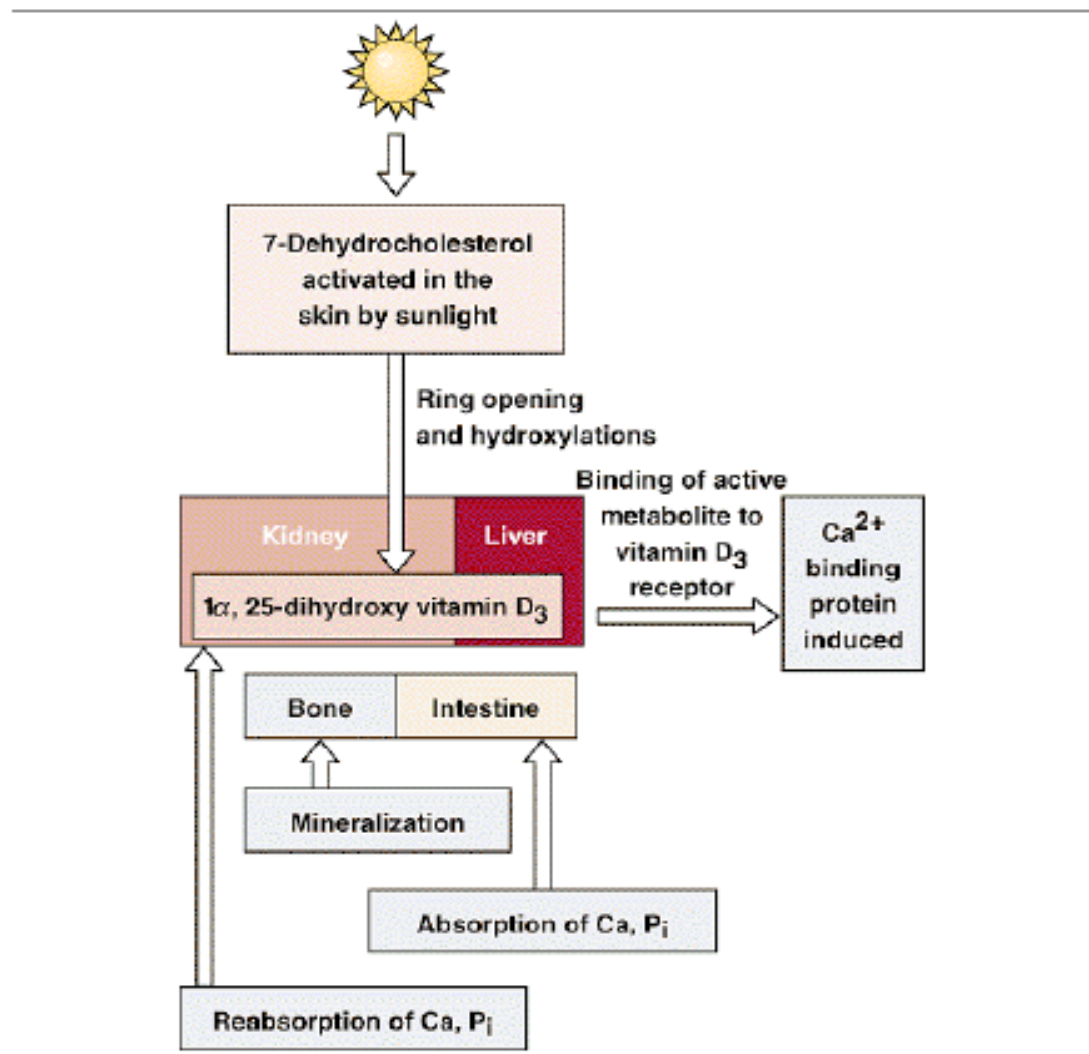 7-Dehydrocholesterol
activated in the
skin by sunlight
Ring opening
and hydroxylations
Binding of active
metabolite to
vitamin D3
receptor
Ca2+
binding
protein
induced
Kidney
Liver
1α, 25-dihydroxy vitamin D3
Bone
Intestine
Mineralization
Absorption of Ca, Pi
Reabsorption of Ca, Pi